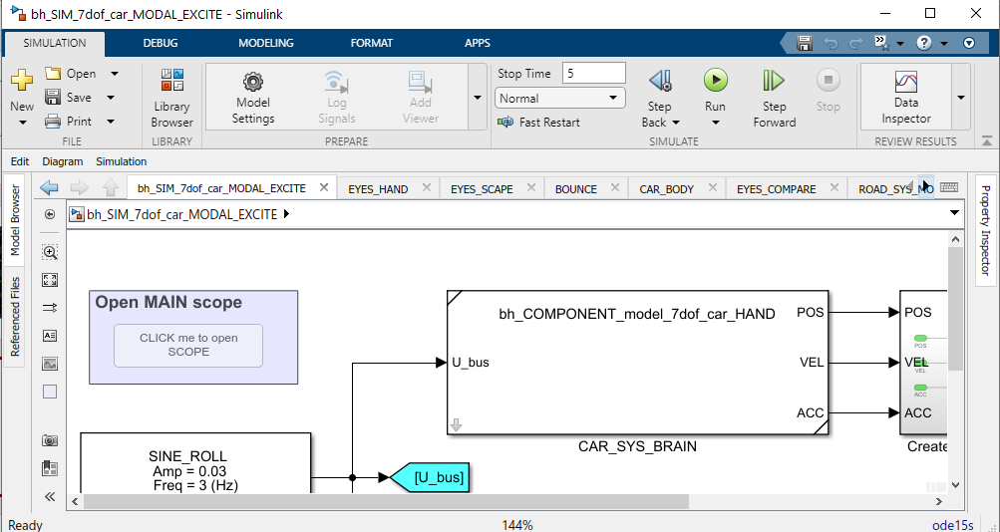 bh_SIM_7dof_car_MODAL_EXCITE - Simulink
SIMULATION DEBUG MODELING FORMAT APPS
New
Open
Save
Print
FILE
Library
Browser
LIBRARY
Model
Settings
Log
Signals
Add
Viewer
PREPARE
Stop Time 5
Normal
Fast Restart
Step
Back
Run
Step
Forward
Stop
SIMULATE
Data
Inspector
REVIEW RESULTS
Edit Diagram Simulation
bh_SIM_7dof_car_MODAL_EXCITE EYES_HAND EYES_SCAPE BOUNCE CAR_BODY EYES_COMPARE ROAD_SYS_MO
bh_SIM_7dof_car_MODAL_EXCITE
Model Browser
Referenced Files
Property Inspector
Open MAIN scope
CLICK me to open
SCOPE
bh_COMPONENT_model_7dof_car_HAND
U_bus
POS
VEL
ACC
CAR_SYS_BRAIN
POS
POS
VEL
VEL
ACC
ACC
Create
SINE_ROLL
Amp = 0.03
Freq = 3 (Hz)
[U_bus]
Ready 144% ode15s